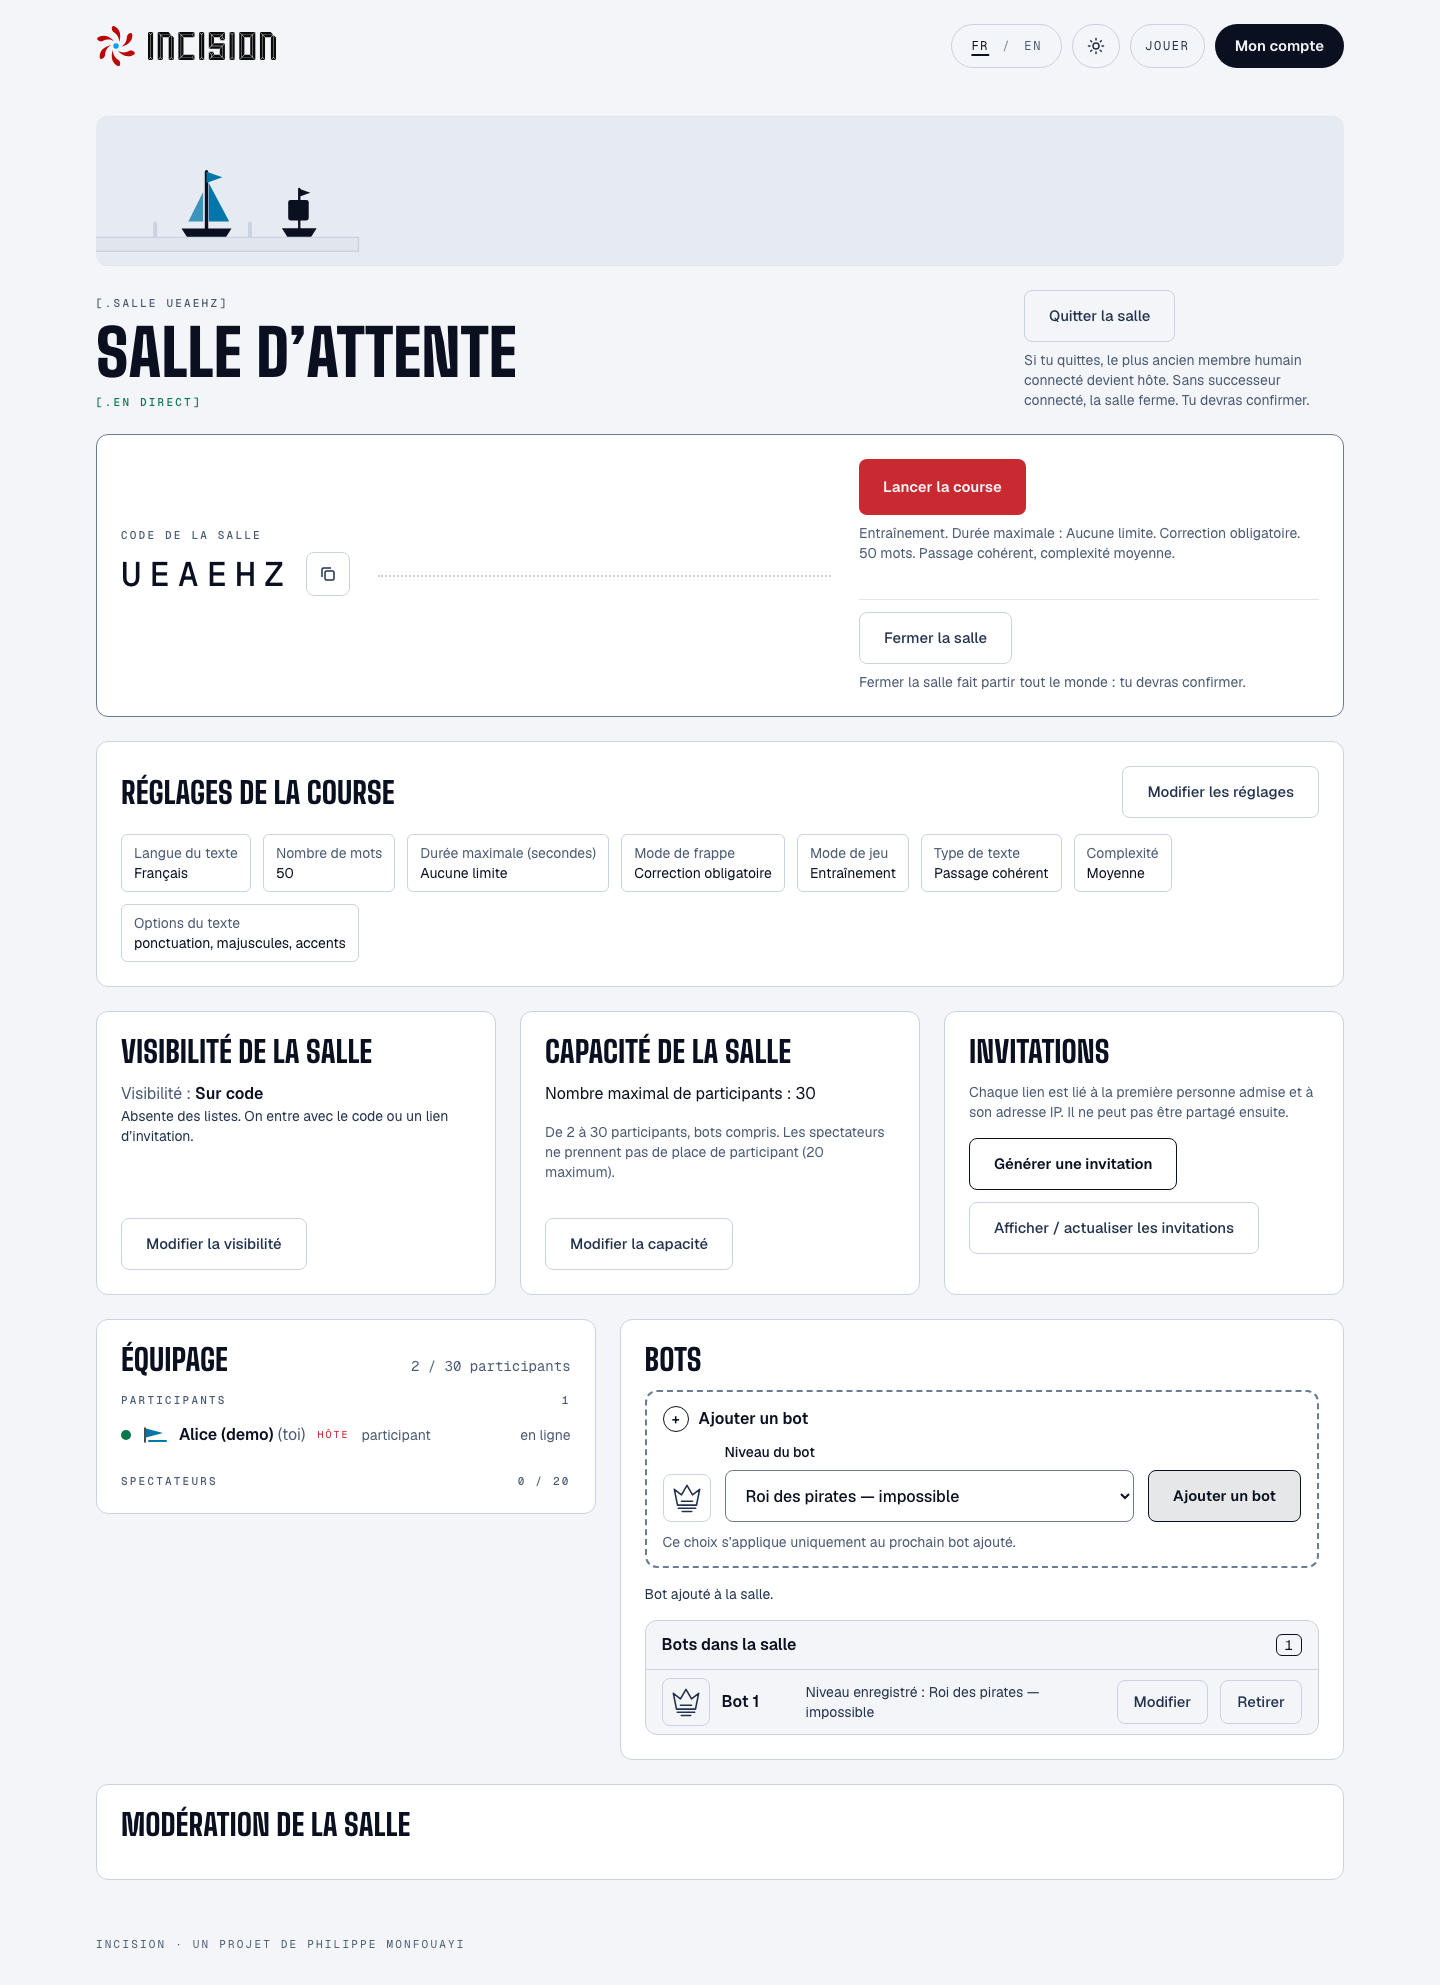 INCISION
FR / EN
JOUER
Mon compte
[.SALLE UEAEHZ]
SALLE D’ATTENTE
[.EN DIRECT]
Quitter la salle
Si tu quittes, le plus ancien membre humain
connecté devient hôte. Sans successeur
connecté, la salle ferme. Tu devras confirmer.
CODE DE LA SALLE
UEAEHZ
Lancer la course
Entraînement. Durée maximale : Aucune limite. Correction obligatoire.
50 mots. Passage cohérent, complexité moyenne.
Fermer la salle
Fermer la salle fait partir tout le monde : tu devras confirmer.
RÉGLAGES DE LA COURSE
Modifier les réglages
Langue du texte
Français
Nombre de mots
50
Durée maximale (secondes)
Aucune limite
Mode de frappe
Correction obligatoire
Mode de jeu
Entraînement
Type de texte
Passage cohérent
Complexité
Moyenne
Options du texte
ponctuation, majuscules, accents
VISIBILITÉ DE LA SALLE
Visibilité : Sur code
Absente des listes. On entre avec le code ou un lien
d’invitation.
Modifier la visibilité
CAPACITÉ DE LA SALLE
Nombre maximal de participants : 30
De 2 à 30 participants, bots compris. Les spectateurs
ne prennent pas de place de participant (20
maximum).
Modifier la capacité
INVITATIONS
Chaque lien est lié à la première personne admise et à
son adresse IP. Il ne peut pas être partagé ensuite.
Générer une invitation
Afficher / actualiser les invitations
ÉQUIPAGE
2 / 30 participants
PARTICIPANTS 1
Alice (demo) (toi) HÔTE participant en ligne
SPECTATEURS 0 / 20
BOTS
+ Ajouter un bot
Niveau du bot
Roi des pirates — impossible
Ajouter un bot
Ce choix s’applique uniquement au prochain bot ajouté.
Bot ajouté à la salle.
Bots dans la salle 1
Bot 1
Niveau enregistré : Roi des pirates —
impossible
Modifier
Retirer
MODÉRATION DE LA SALLE
INCISION · UN PROJET DE PHILIPPE MONFOUAYI